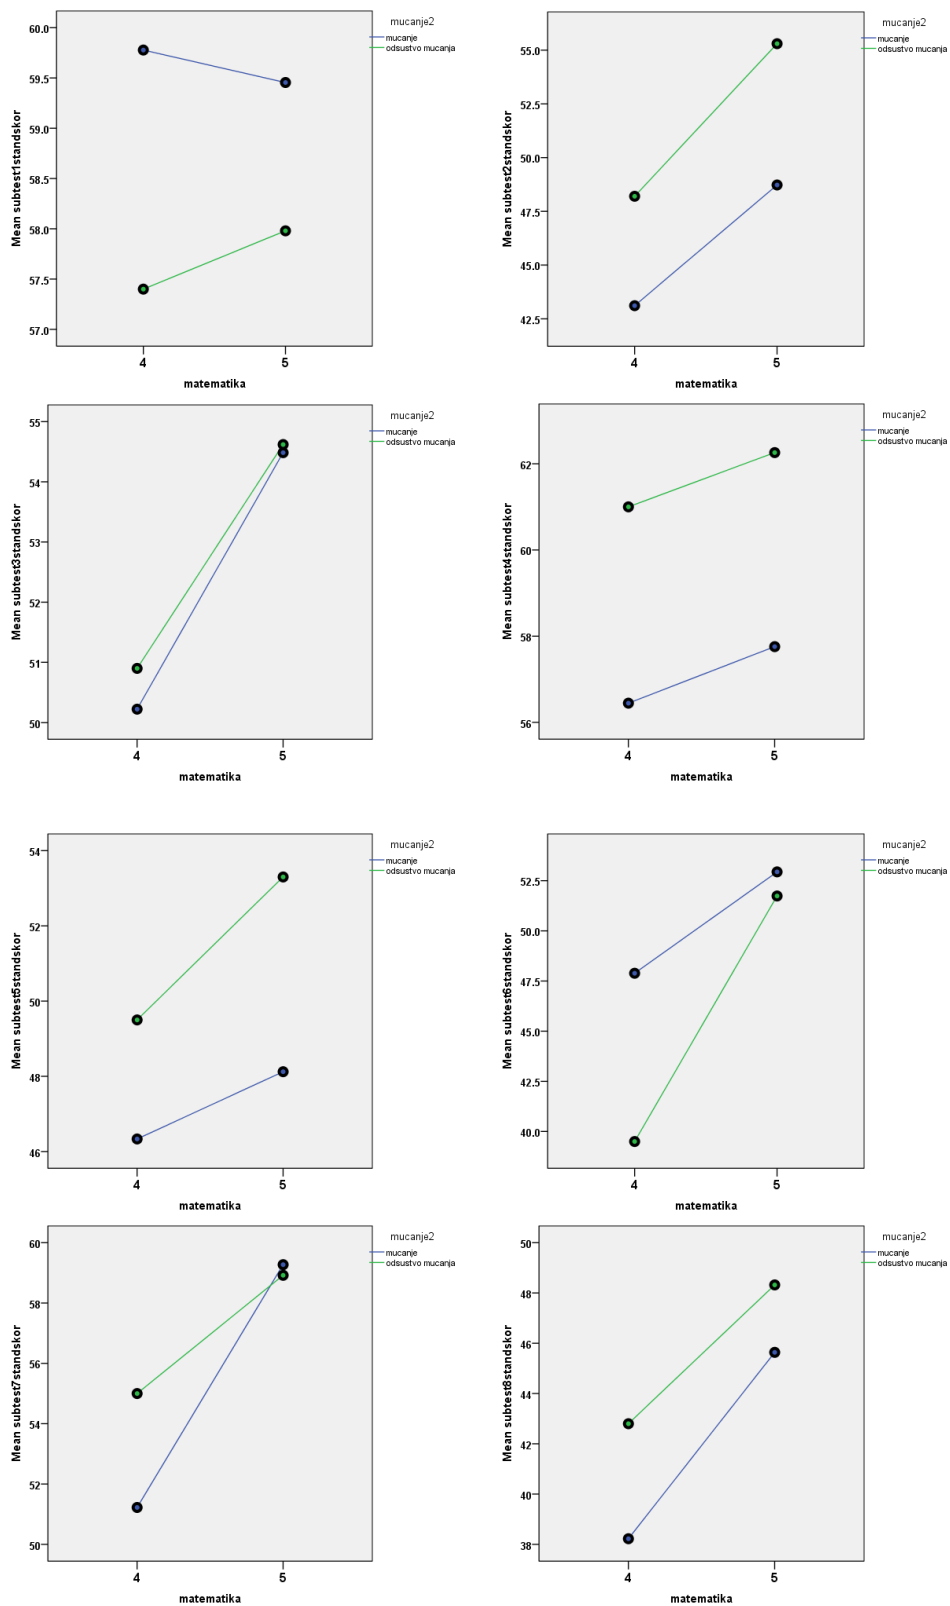 mucanje2
mucanje
odsustvo mucanja
60.0
59.5
59.0
58.5
58.0
57.5
57.0
Mean subtest1standskor
4 5
matematika
mucanje2
mucanje
odsustvo mucanja
55.0
52.5
50.0
47.5
45.0
42.5
Mean subtest2standskor
4 5
matematika
mucanje2
mucanje
odsustvo mucanja
55
54
53
52
51
50
Mean subtest3standskor
4 5
matematika
mucanje2
mucanje
odsustvo mucanja
62
60
58
56
Mean subtest4standskor
4 5
matematika
mucanje2
mucanje
odsustvo mucanja
54
52
50
48
46
Mean subtest5standskor
4 5
matematika
mucanje2
mucanje
odsustvo mucanja
52.5
50.0
47.5
45.0
42.5
40.0
Mean subtest6standskor
4 5
matematika
mucanje2
mucanje
odsustvo mucanja
60
58
56
54
52
50
Mean subtest7standskor
4 5
matematika
mucanje2
mucanje
odsustvo mucanja
50
48
46
44
42
40
38
Mean subtest8standskor
4 5
matematika